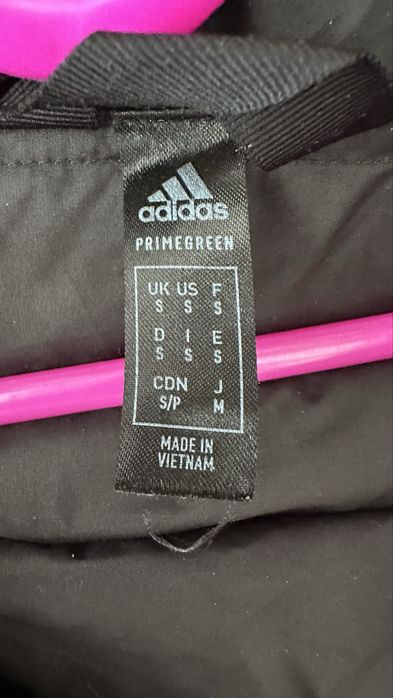 adidas
PRIMEGREEN
UK US F
S S S
D I E
S S S
CDN J
S/P M
MADE IN
VIETNAM